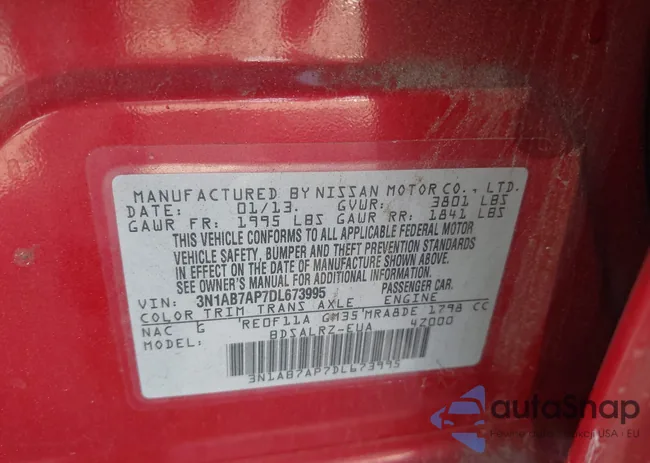 MANUFACTURED BY NISSAN MOTOR CO., LTD.
DATE: 01/13. GVWR: 3801 LBS
GAWR FR: 1995 LBS GAWR RR: 1841 LBS
THIS VEHICLE CONFORMS TO ALL APPLICABLE FEDERAL MOTOR
VEHICLE SAFETY, BUMPER AND THEFT PREVENTION STANDARDS
IN EFFECT ON THE DATE OF MANUFACTURE SHOWN ABOVE.
SEE OWNER'S MANUAL FOR ADDITIONAL INFORMATION.
VIN: 3N1AB7AP7DL673995 PASSENGER CAR.
COLOR TRIM TRANS AXLE ENGINE
NAC G RE0F11A GM35 MRA8DE 1798 CC
MODEL: BDSALRZ-EUA 4Z000
3N1AB7AP7DL673995
autoSnap
USA i EU